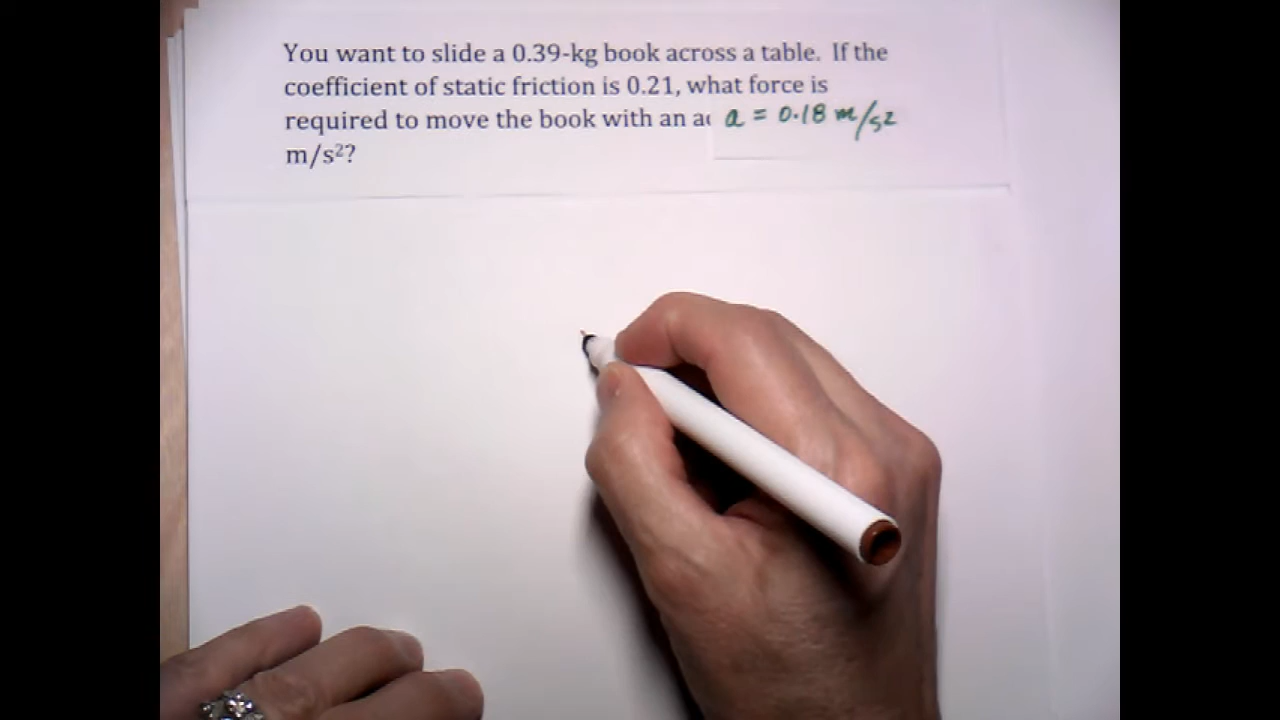 You want to slide a 0.39-kg book across a table. If the
coefficient of static friction is 0.21, what force is
required to move the book with an a = 0.18 m/s2
m/s²?